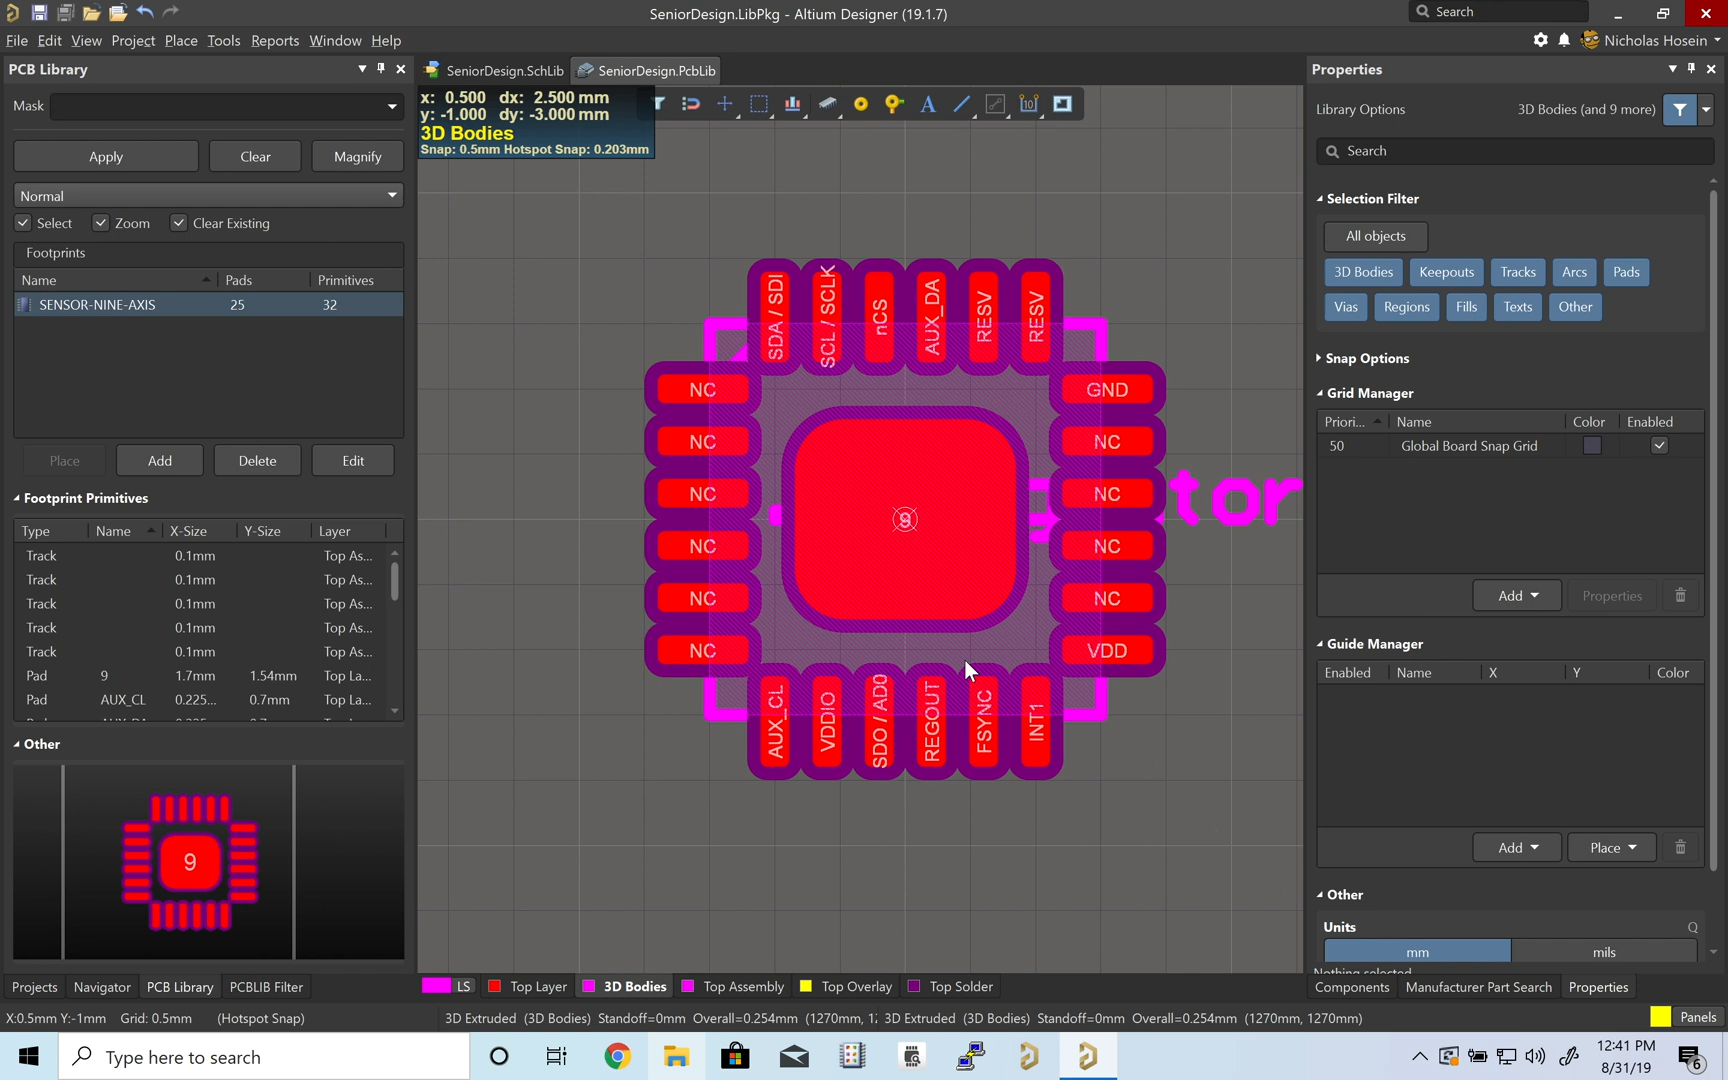 SeniorDesign.LibPkg - Altium Designer (19.1.7)
Search
File Edit View Project Place Tools Reports Window Help
Nicholas Hosein
PCB Library
SeniorDesign.SchLib
SeniorDesign.PcbLib
Properties
Mask
x: 0.500 dx: 2.500 mm
y: -1.000 dy: -3.000 mm
3D Bodies
Snap: 0.5mm Hotspot Snap: 0.203mm
Library Options
3D Bodies (and 9 more)
Apply
Clear
Magnify
Search
Normal
Select
Zoom
Clear Existing
Selection Filter
All objects
Footprints
Name Pads Primitives
SENSOR-NINE-AXIS 25 32
3D Bodies Keepouts Tracks Arcs Pads
Vias Regions Fills Texts Other
Snap Options
Grid Manager
Priori... Name Color Enabled
50 Global Board Snap Grid
SDA / SDI
SCL / SCLK
nCS
AUX_DA
RESV
RESV
NC
NC
NC
NC
NC
NC
GND
NC
NC
NC
NC
VDD
9
tor
AUX_CL
VDDIO
SDO / AD0
REGOUT
FSYNC
INT1
Place
Add
Delete
Edit
Footprint Primitives
Type Name X-Size Y-Size Layer
Track 0.1mm Top As...
Track 0.1mm Top As...
Track 0.1mm Top As...
Track 0.1mm Top As...
Track 0.1mm Top As...
Pad 9 1.7mm 1.54mm Top La...
Pad AUX_CL 0.225... 0.7mm Top La...
Other
9
Add
Properties
Guide Manager
Enabled Name X Y Color
Add
Place
Other
Units
mm
mils
Nothing selected
Projects Navigator PCB Library PCBLIB Filter
LS Top Layer 3D Bodies Top Assembly Top Overlay Top Solder
Components Manufacturer Part Search Properties
X:0.5mm Y:-1mm Grid: 0.5mm (Hotspot Snap)
3D Extruded (3D Bodies) Standoff=0mm Overall=0.254mm (1270mm, 1; 3D Extruded (3D Bodies) Standoff=0mm Overall=0.254mm (1270mm, 1270mm)
Panels
Type here to search
12:41 PM
8/31/19
6